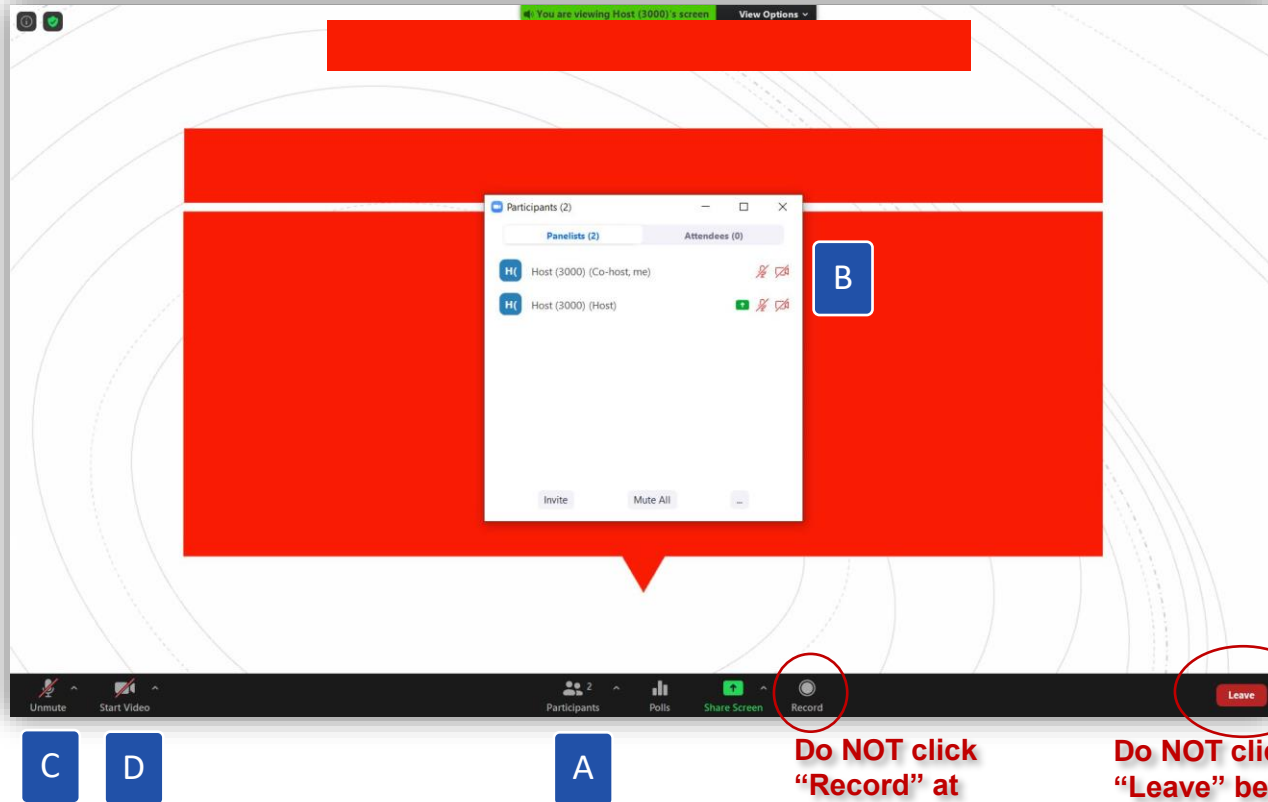 You are viewing Host (3000)'s screen View Options
Participants (2)
Panelists (2) Attendees (0)
H( Host (3000) (Co-host, me)
B
H( Host (3000) (Host)
Invite Mute All ...
2
Unmute Start Video Participants Polls Share Screen Record Leave
C D A
Do NOT click
“Record” at
Do NOT clic
“Leave” be